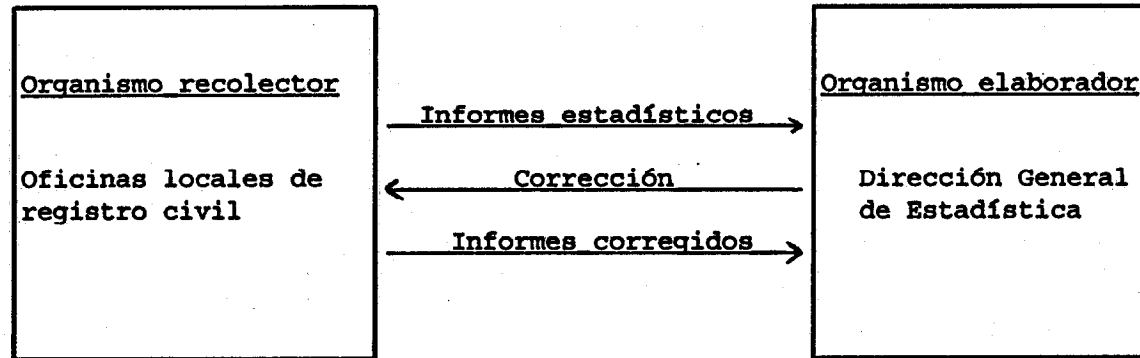 Organismo recolector
Oficinas locales de
registro civil
Informes estadísticos
Corrección
Informes corregidos
Organismo elaborador
Dirección General
de Estadística